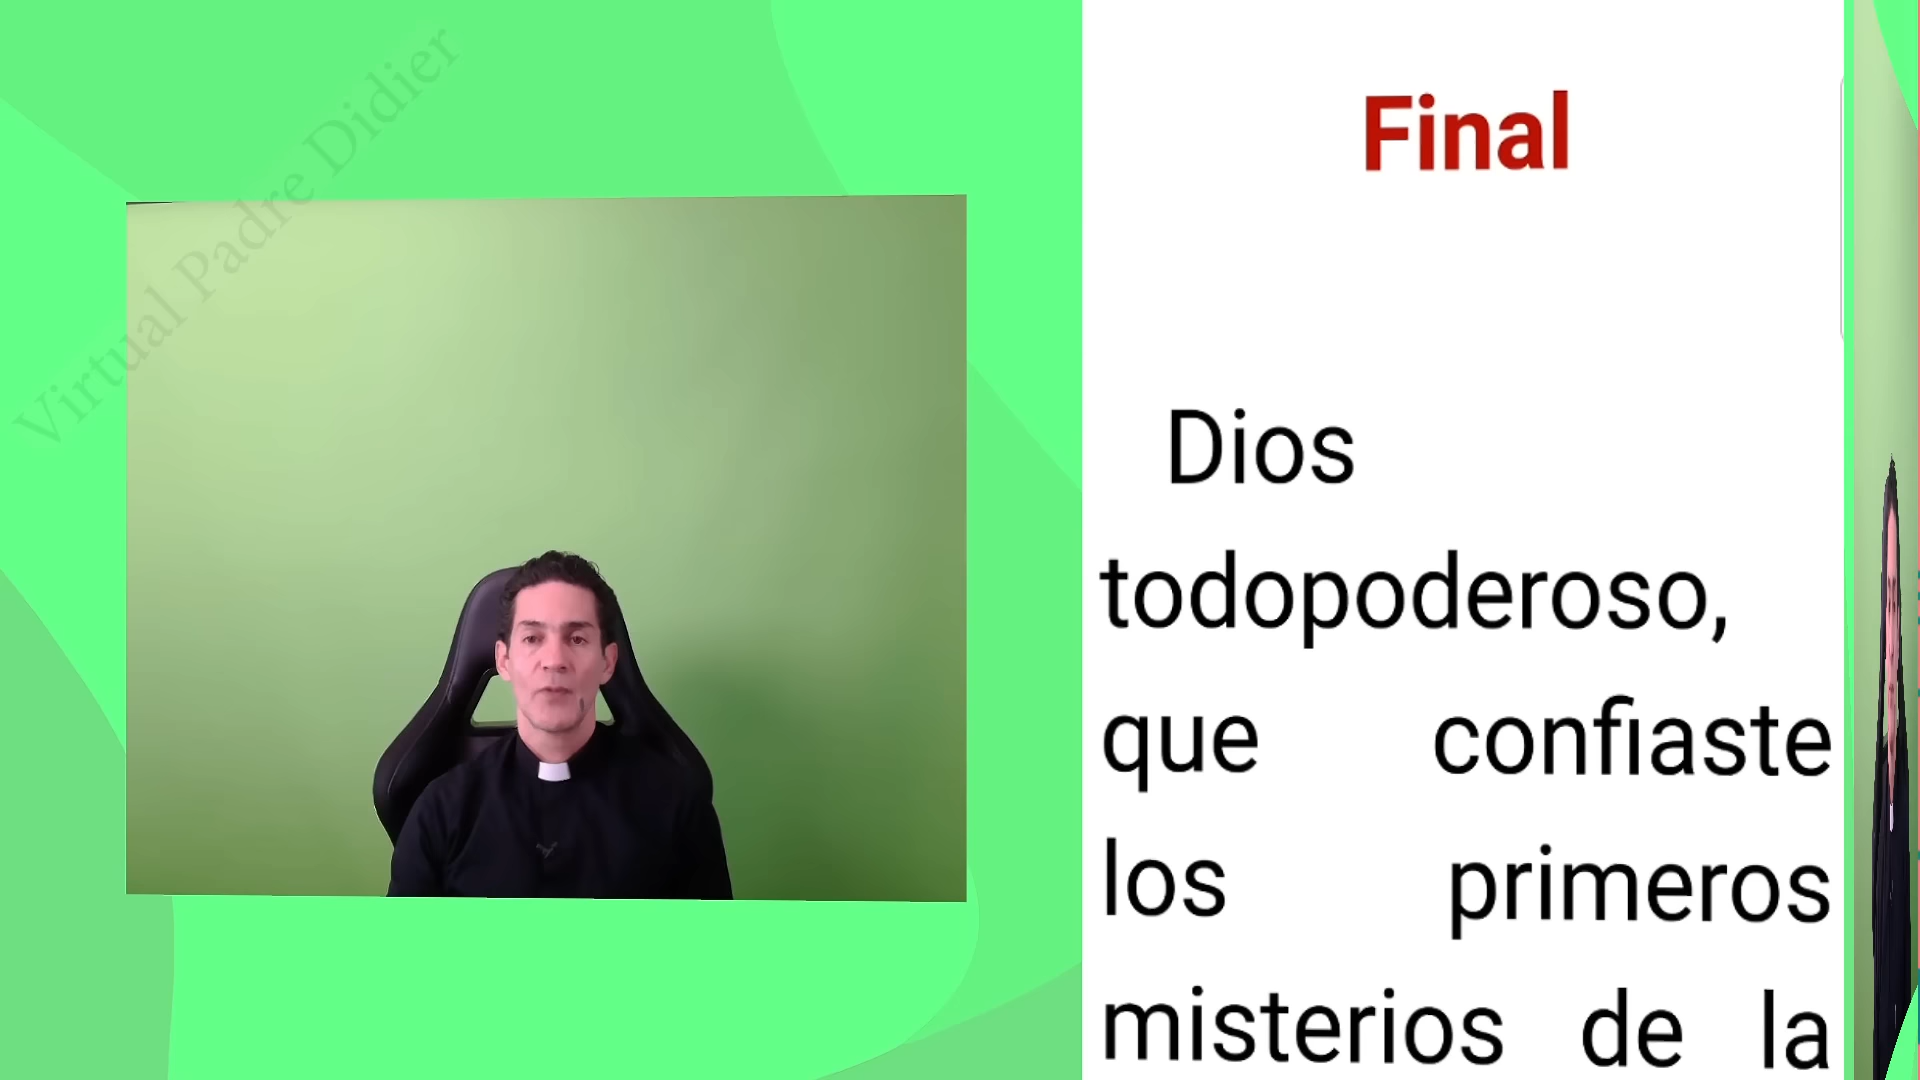 Virtual Padre Didier
Final
Dios
todopoderoso,
que confiaste
los primeros
misterios de la